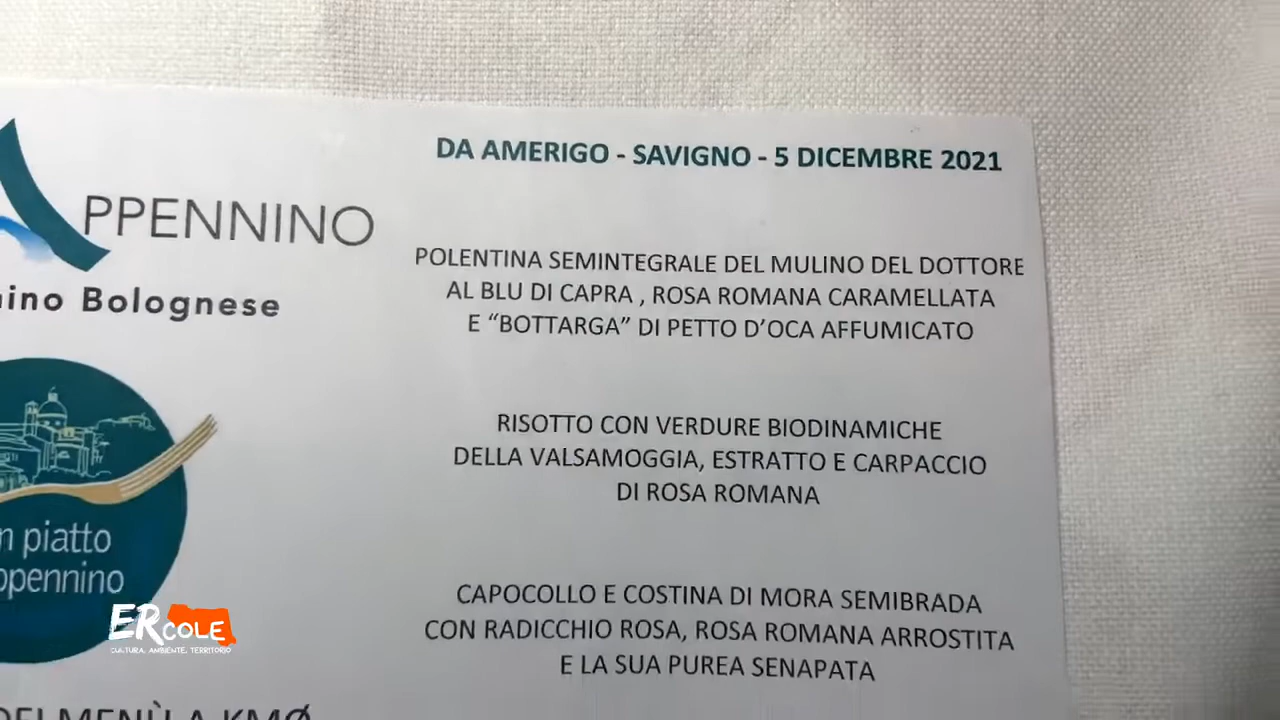 PPENNINO
Bolognese
piatto
DA AMERIGO - SAVIGNO - 5 DICEMBRE 2021
POLENTINA SEMINTEGRALE DEL MULINO DEL DOTTORE
AL BLU DI CAPRA , ROSA ROMANA CARAMELLATA
E “BOTTARGA” DI PETTO D’OCA AFFUMICATO
RISOTTO CON VERDURE BIODINAMICHE
DELLA VALSAMOGGIA, ESTRATTO E CARPACCIO
DI ROSA ROMANA
CAPOCOLLO E COSTINA DI MORA SEMIBRADA
CON RADICCHIO ROSA, ROSA ROMANA ARROSTITA
E LA SUA PUREA SENAPATA
ERCOLE
CULTURA, AMBIENTE, TERRITORIO
MENÙ A KMØ